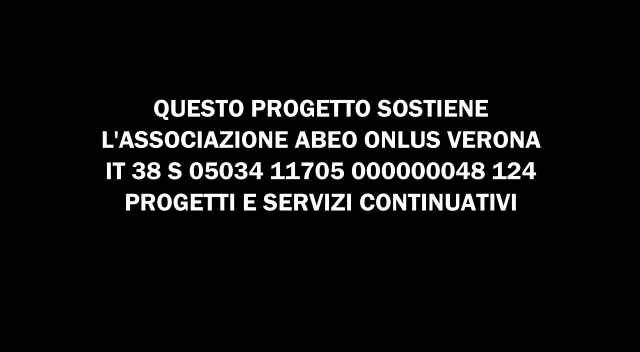 QUESTO PROGETTO SOSTIENE
L'ASSOCIAZIONE ABEO ONLUS VERONA
IT 38 S 05034 11705 000000048 124
PROGETTI E SERVIZI CONTINUATIVI